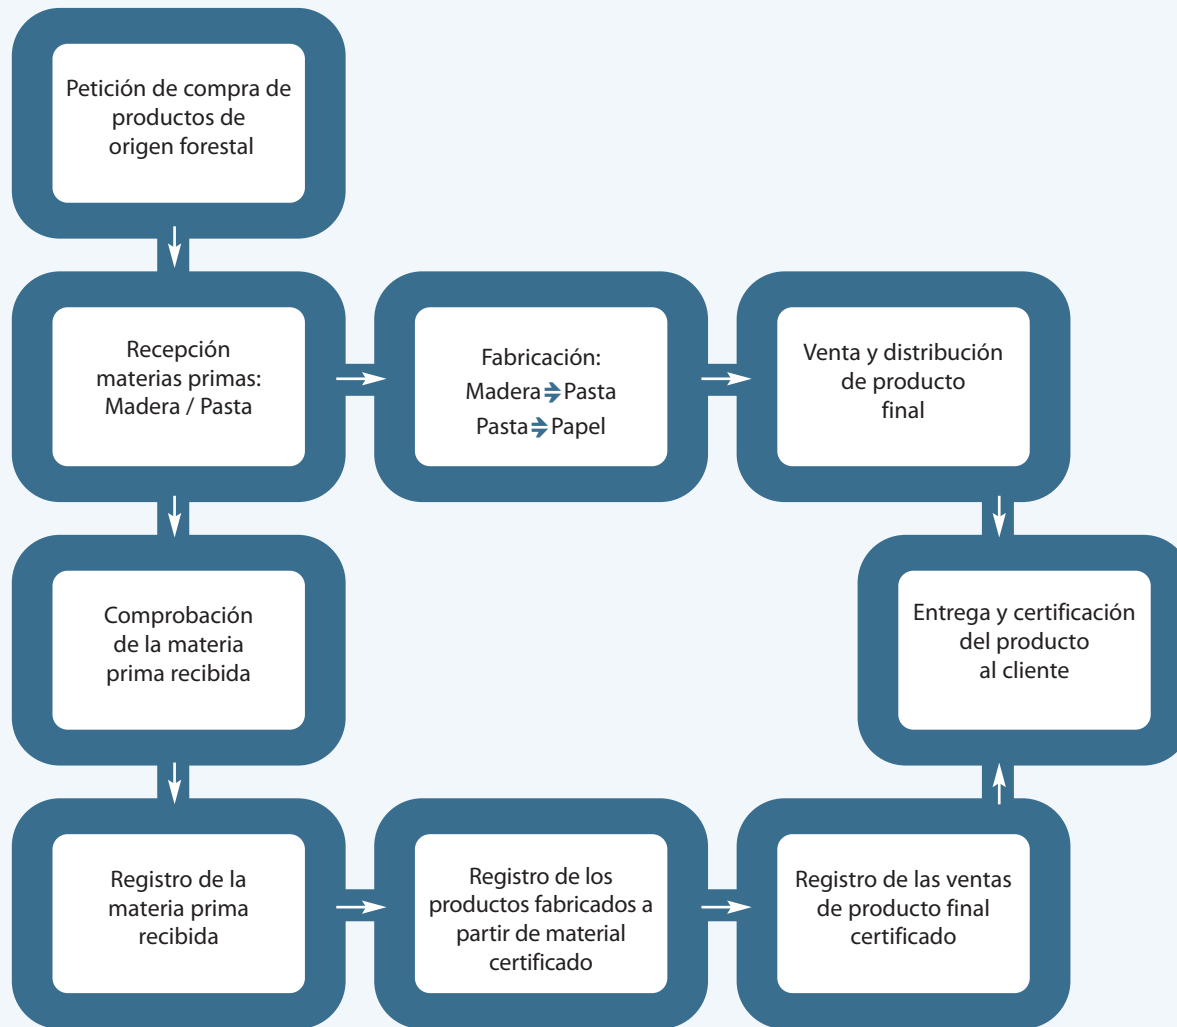 Petición de compra de
productos de
origen forestal
Recepción
materias primas:
Madera / Pasta
Fabricación:
Madera Pasta
Pasta Papel
Venta y distribución
de producto
final
Comprobación
de la materia
prima recibida
Entrega y certificación
del producto
al cliente
Registro de la
materia prima
recibida
Registro de los
productos fabricados a
partir de material
certificado
Registro de las ventas
de producto final
certificado